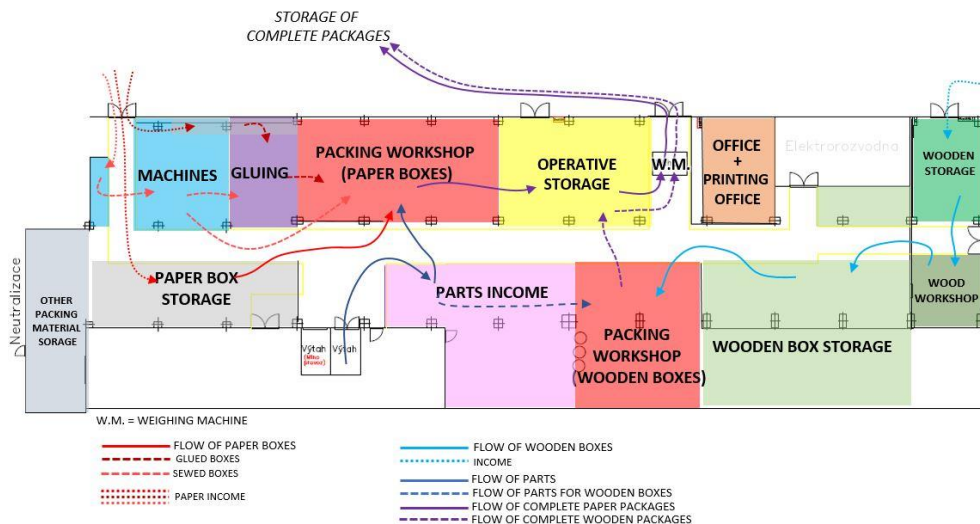 STORAGE OF
COMPLETE PACKAGES
MACHINES
GLUING
PACKING WORKSHOP
(PAPER BOXES)
OPERATIVE
STORAGE
W.M.
OFFICE
+
PRINTING
OFFICE
Elektrorozvodna
WOODEN
STORAGE
Neutralizace
OTHER
PACKING
MATERIAL
SORAGE
PAPER BOX
STORAGE
PARTS INCOME
PACKING
WORKSHOP
(WOODEN BOXES)
WOODEN BOX STORAGE
WOOD
WORKSHOP
Výtah
Výtah
W.M. = WEIGHING MACHINE
FLOW OF PAPER BOXES
GLUED BOXES
SEWED BOXES
PAPER INCOME
FLOW OF WOODEN BOXES
INCOME
FLOW OF PARTS
FLOW OF PARTS FOR WOODEN BOXES
FLOW OF COMPLETE PAPER PACKAGES
FLOW OF COMPLETE WOODEN PACKAGES